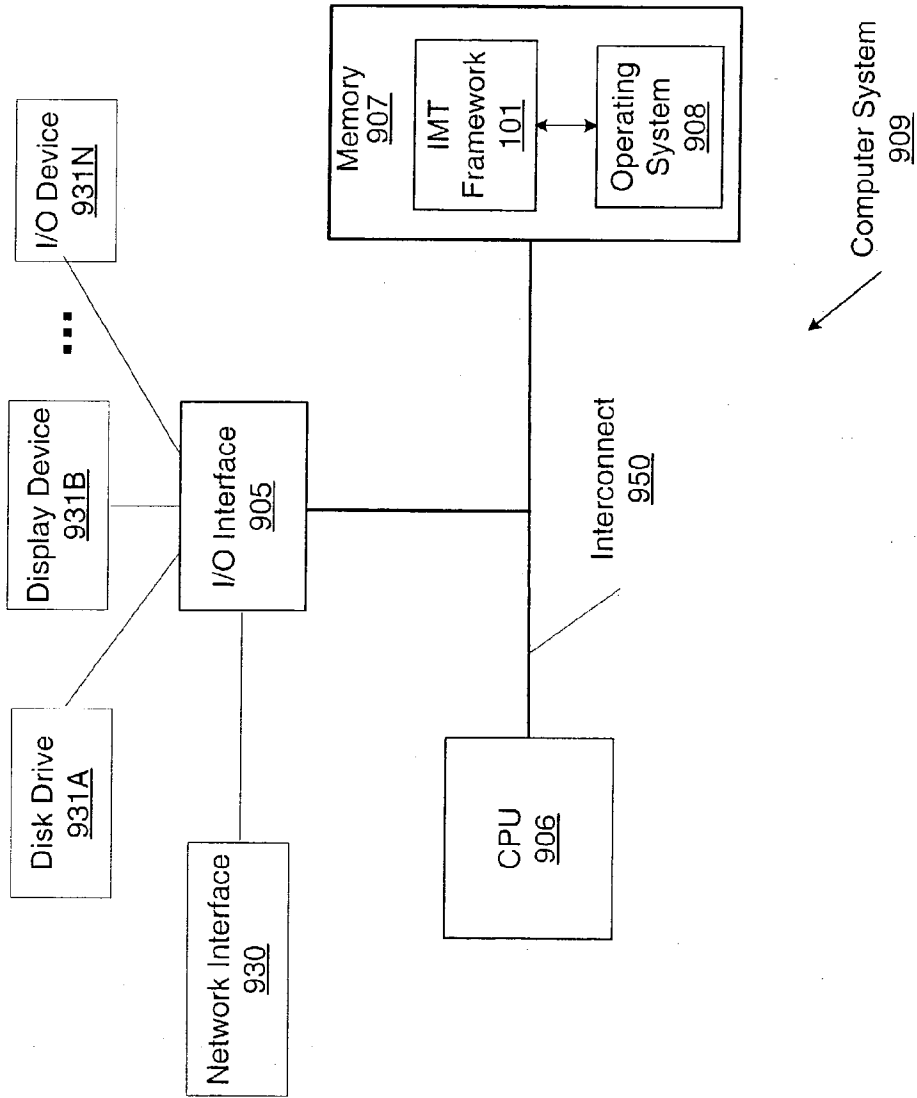 Disk Drive
931A
Display Device
931B
I/O Device
931N
Network Interface
930
I/O Interface
905
CPU
906
Interconnect
950
Memory
907
IMT
Framework
101
Operating
System
908
Computer System
909